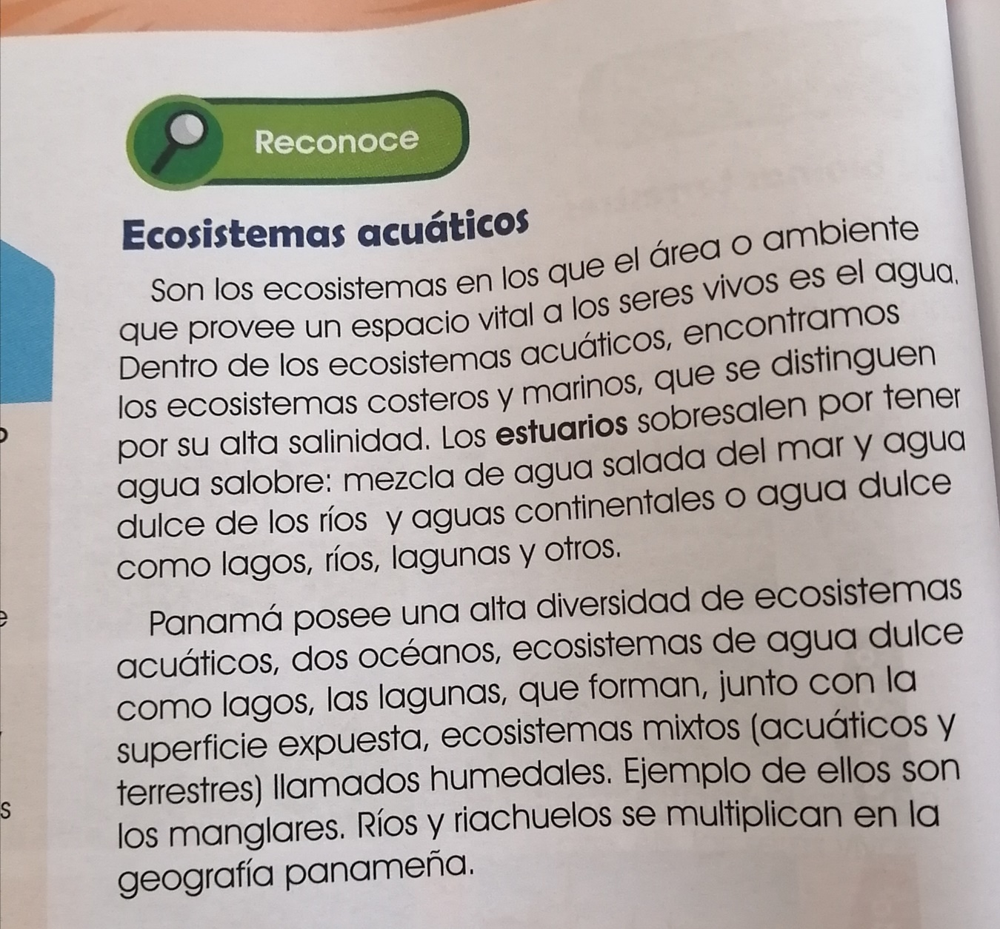 Reconoce
Ecosistemas acuáticos
Son los ecosistemas en los que el área o ambiente
que provee un espacio vital a los seres vivos es el agua.
Dentro de los ecosistemas acuáticos, encontramos
los ecosistemas costeros y marinos, que se distinguen
por su alta salinidad. Los estuarios sobresalen por tener
agua salobre: mezcla de agua salada del mar y agua
dulce de los ríos y aguas continentales o agua dulce
como lagos, ríos, lagunas y otros.
Panamá posee una alta diversidad de ecosistemas
acuáticos, dos océanos, ecosistemas de agua dulce
como lagos, las lagunas, que forman, junto con la
superficie expuesta, ecosistemas mixtos (acuáticos y
terrestres) llamados humedales. Ejemplo de ellos son
los manglares. Ríos y riachuelos se multiplican en la
geografía panameña.